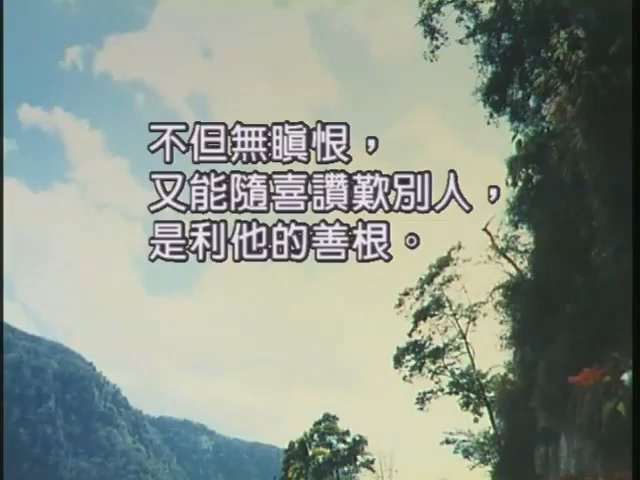 不但無瞋恨，
又能隨喜讚歎別人，
是利他的善根。